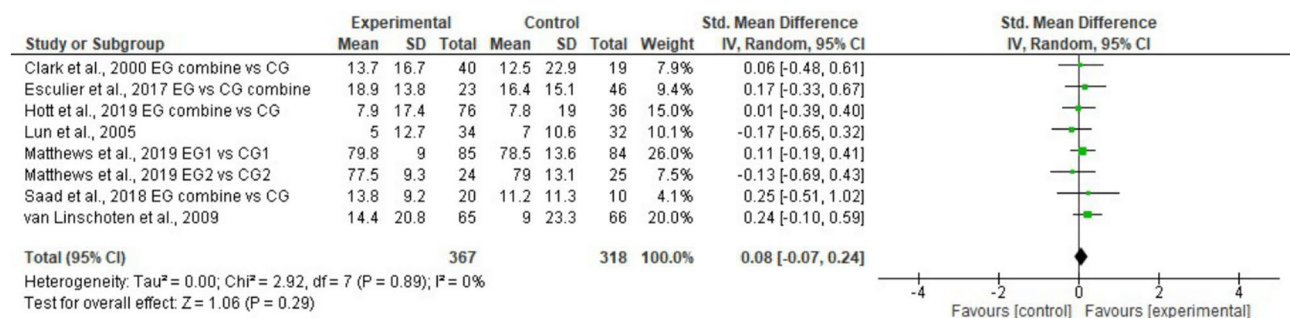 Experimental Control Std. Mean Difference Std. Mean Difference
Study or Subgroup Mean SD Total Mean SD Total Weight IV, Random, 95% CI IV, Random, 95% CI
Clark et al., 2000 EG combine vs CG 13.7 16.7 40 12.5 22.9 19 7.9% 0.06 [-0.48, 0.61]
Esculier et al. 2017 EG vs CG combine 18.9 13.8 23 16.4 15.1 46 9.4% 0.17 [-0.33, 0.67]
Hott et al., 2019 EG combine vs CG 7.9 17.4 76 7.8 19 36 15.0% 0.01 [-0.39, 0.40]
Lun et al., 2005 5 12.7 34 7 10.6 32 10.1% -0.17 [-0.65, 0.32]
Matthews et al., 2019 EG1 vs CG1 79.8 9 85 78.5 13.6 84 26.0% 0.11 [-0.19, 0.41]
Matthews et al., 2019 EG2 vs CG2 77.5 9.3 24 79 13.1 25 7.5% -0.13 [-0.69, 0.43]
Saad et al., 2018 EG combine vs CG 13.8 9.2 20 11.2 11.3 10 4.1% 0.25 [-0.51, 1.02]
van Linschoten et al., 2009 14.4 20.8 65 9 23.3 66 20.0% 0.24 [-0.10, 0.59]
Total (95% CI) 367 318 100.0% 0.08 [-0.07, 0.24]
Heterogeneity: Tau² = 0.00; Chi² = 2.92, df = 7 (P = 0.89); I² = 0%
Test for overall effect: Z = 1.06 (P = 0.29)
-4 -2 0 2 4
Favours [control] Favours [experimental]